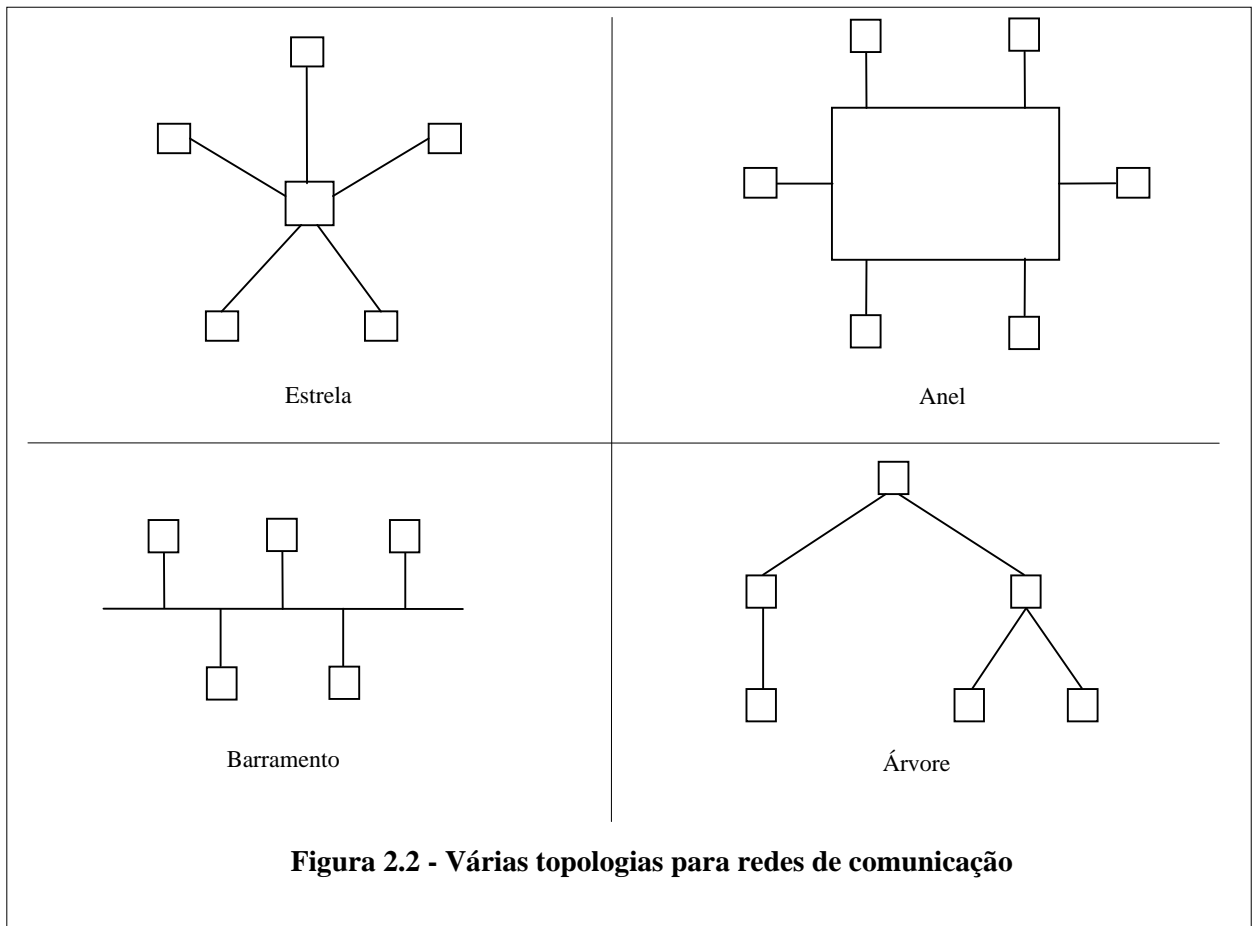 Estrela
Anel
Barramento
Árvore
Figura 2.2 - Várias topologias para redes de comunicação